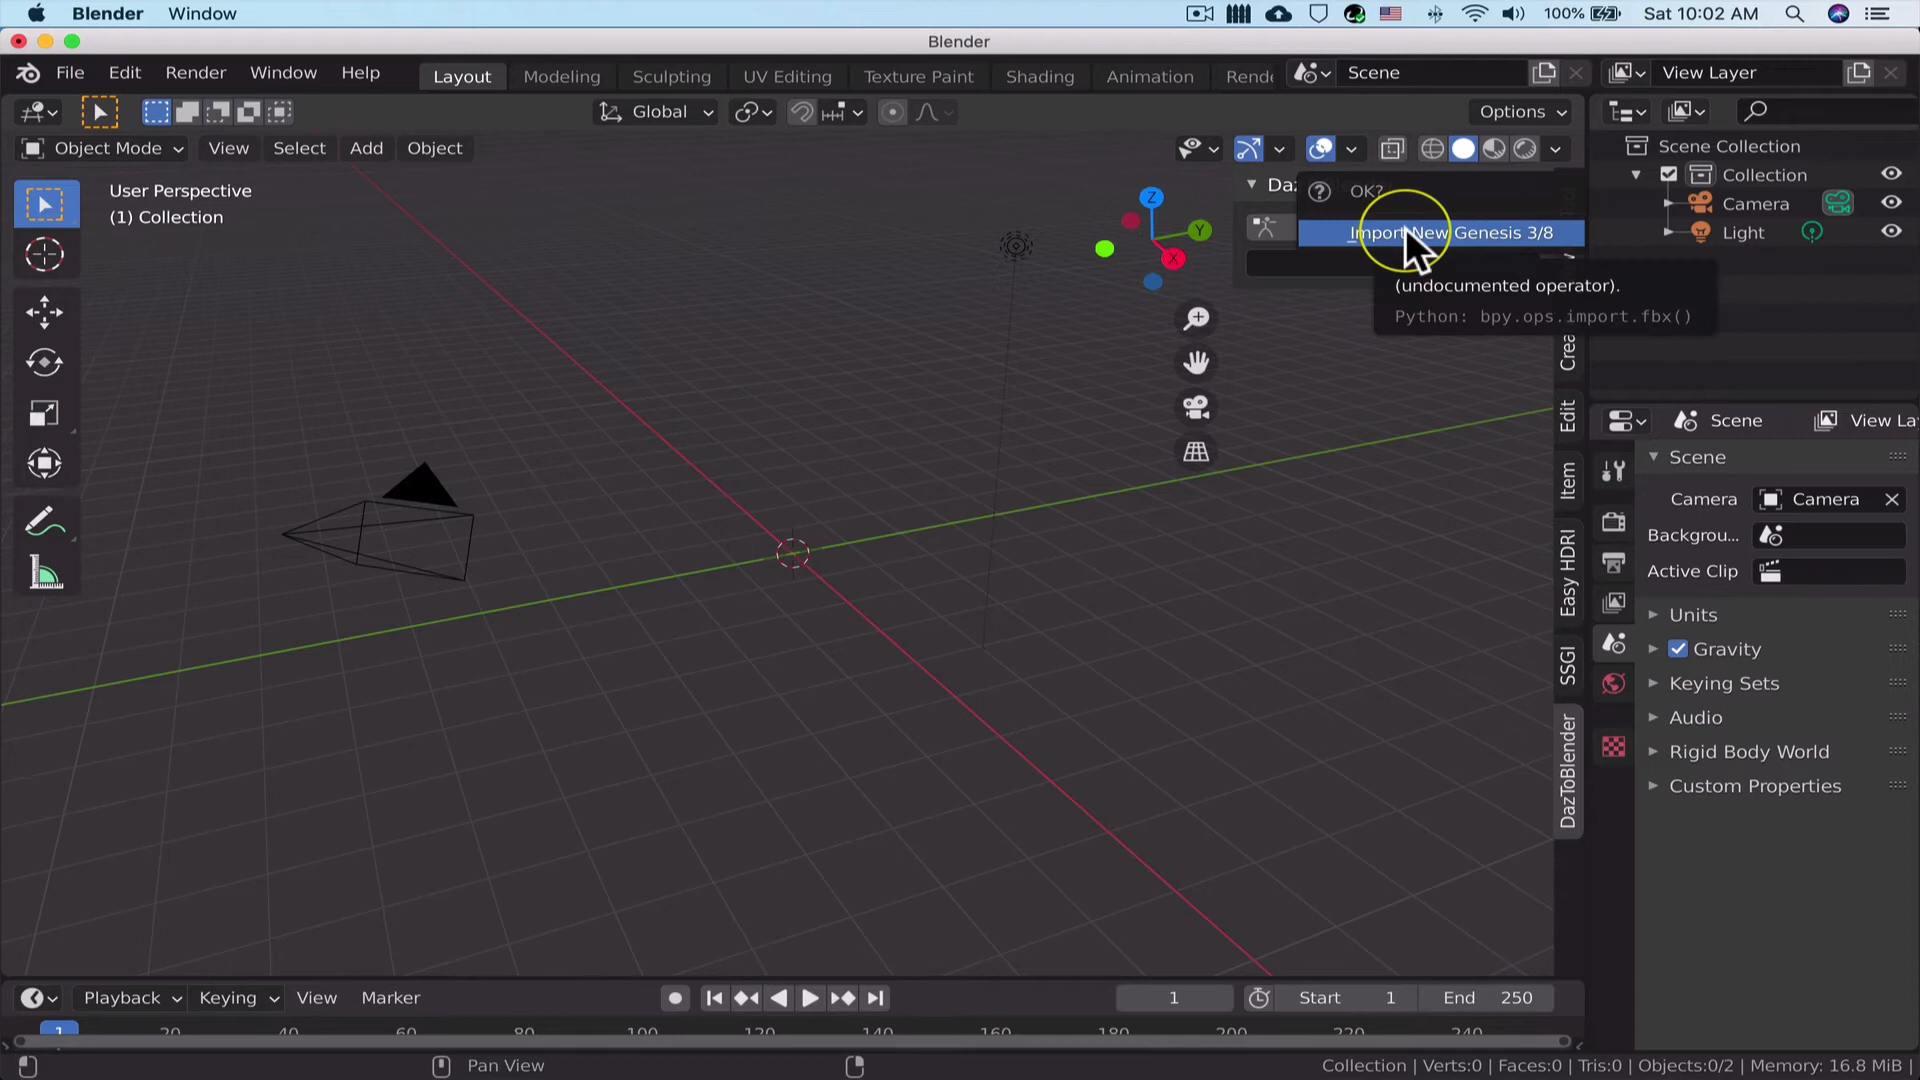 Blender Window 100% Sat 10:02 AM
Blender
File Edit Render Window Help Layout Modeling Sculpting UV Editing Texture Paint Shading Animation Rende Scene View Layer
Global Options
Object Mode View Select Add Object
Scene Collection
Collection
Camera
Light
User Perspective
(1) Collection
Z
Y
X
Daz
OK?
Import New Genesis 3/8
(undocumented operator).
Python: bpy.ops.import.fbx()
Crea
Edit
Item
Easy HDRI
SSGI
DazToBlender
Scene View La
Scene
Camera Camera
Backgrou...
Active Clip
Units
Gravity
Keying Sets
Audio
Rigid Body World
Custom Properties
Playback Keying View Marker 1 Start 1 End 250
1 20 40 60 80 100 120 140 160 180 200 220 240
Pan View Collection | Verts:0 | Faces:0 | Tris:0 | Objects:0/2 | Memory: 16.8 MiB |